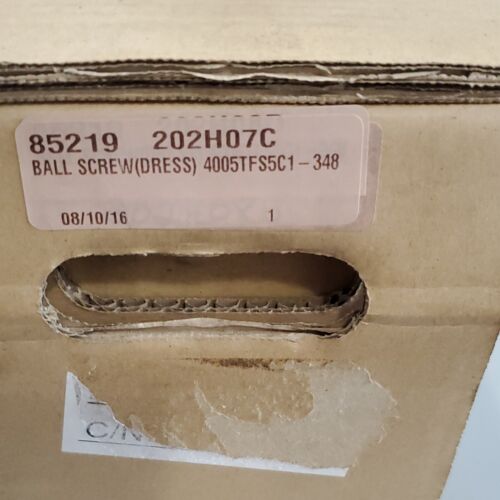 85219 202H07C
BALL SCREW(DRESS) 4005TFS5C1-348
08/10/16 1
C/N